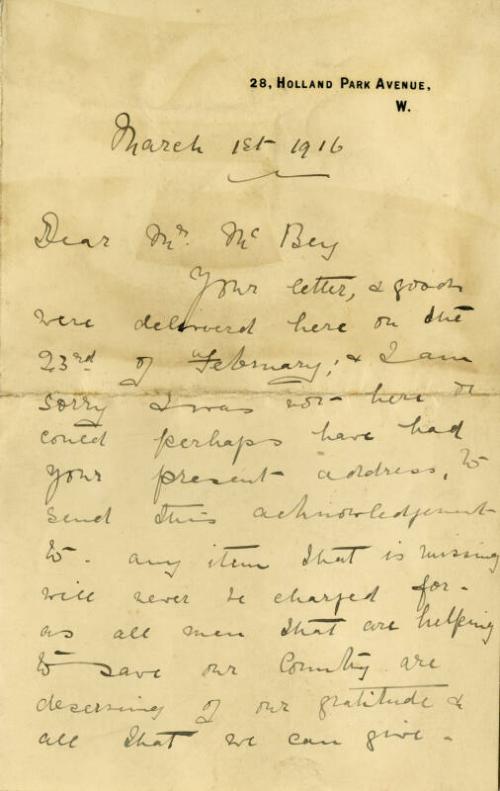 28, HOLLAND PARK AVENUE,
W.
March 1st 1916
Dear Mr. Mc Bey
Your letter, & goods
were delivered here on the
23rd of February; & I am
sorry I was not here or
could perhaps have had
your present address, to
send this acknowledgement
to. any item that is missing
will never be charged for.
as all men that are helping
to save our Country are
deserving of our gratitude &
all that we can give.